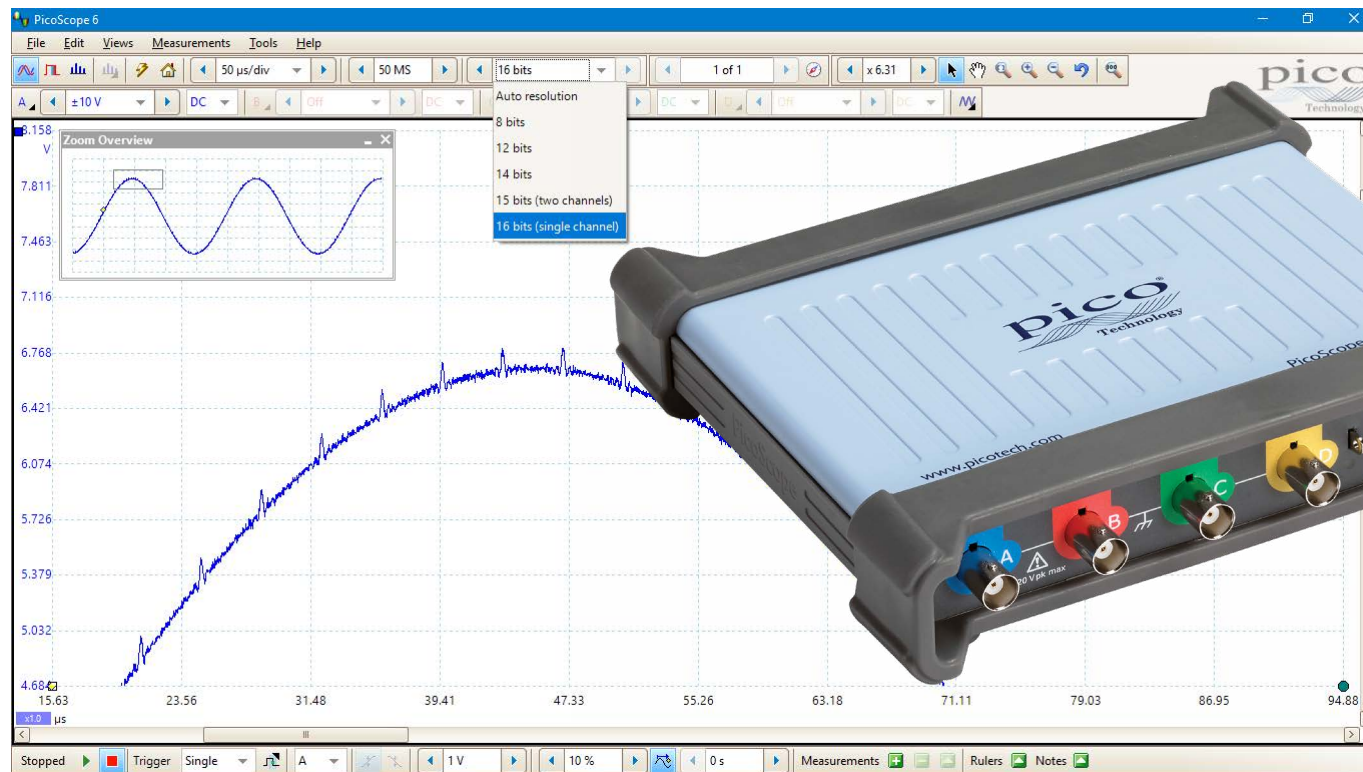 PicoScope 6
File Edit Views Measurements Tools Help
50 µs/div 50 MS 16 bits 1 of 1 x 6.31
pico
Technology
A ±10 V DC B Off DC DC D Off DC
Auto resolution
8 bits
12 bits
14 bits
15 bits (two channels)
16 bits (single channel)
Zoom Overview
8.158
V
7.811
7.463
7.116
6.768
6.421
6.074
5.726
5.379
5.032
4.684
15.63 23.56 31.48 39.41 47.33 55.26 63.18 71.11 79.03 86.95 94.88
x1.0 µs
pico
Technology
PicoScope
www.picotech.com
PicoScope
A B C D
20 V pk max
Stopped Trigger Single A 1 V 10 % 0 s Measurements Rulers Notes